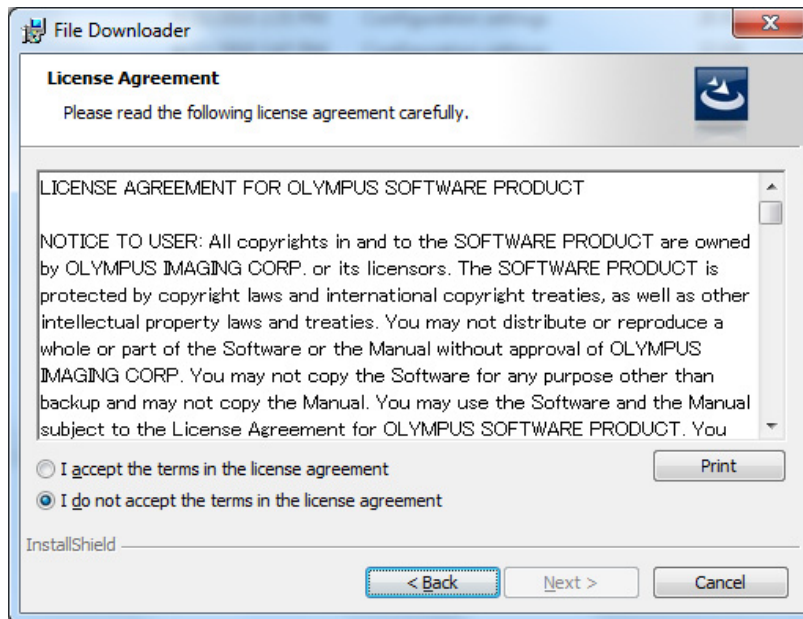 File Downloader
License Agreement
Please read the following license agreement carefully.
LICENSE AGREEMENT FOR OLYMPUS SOFTWARE PRODUCT
NOTICE TO USER: All copyrights in and to the SOFTWARE PRODUCT are owned
by OLYMPUS IMAGING CORP. or its licensors. The SOFTWARE PRODUCT is
protected by copyright laws and international copyright treaties, as well as other
intellectual property laws and treaties. You may not distribute or reproduce a
whole or part of the Software or the Manual without approval of OLYMPUS
IMAGING CORP. You may not copy the Software for any purpose other than
backup and may not copy the Manual. You may use the Software and the Manual
subject to the License Agreement for OLYMPUS SOFTWARE PRODUCT. You
I accept the terms in the license agreement
Print
I do not accept the terms in the license agreement
InstallShield
< Back
Next >
Cancel